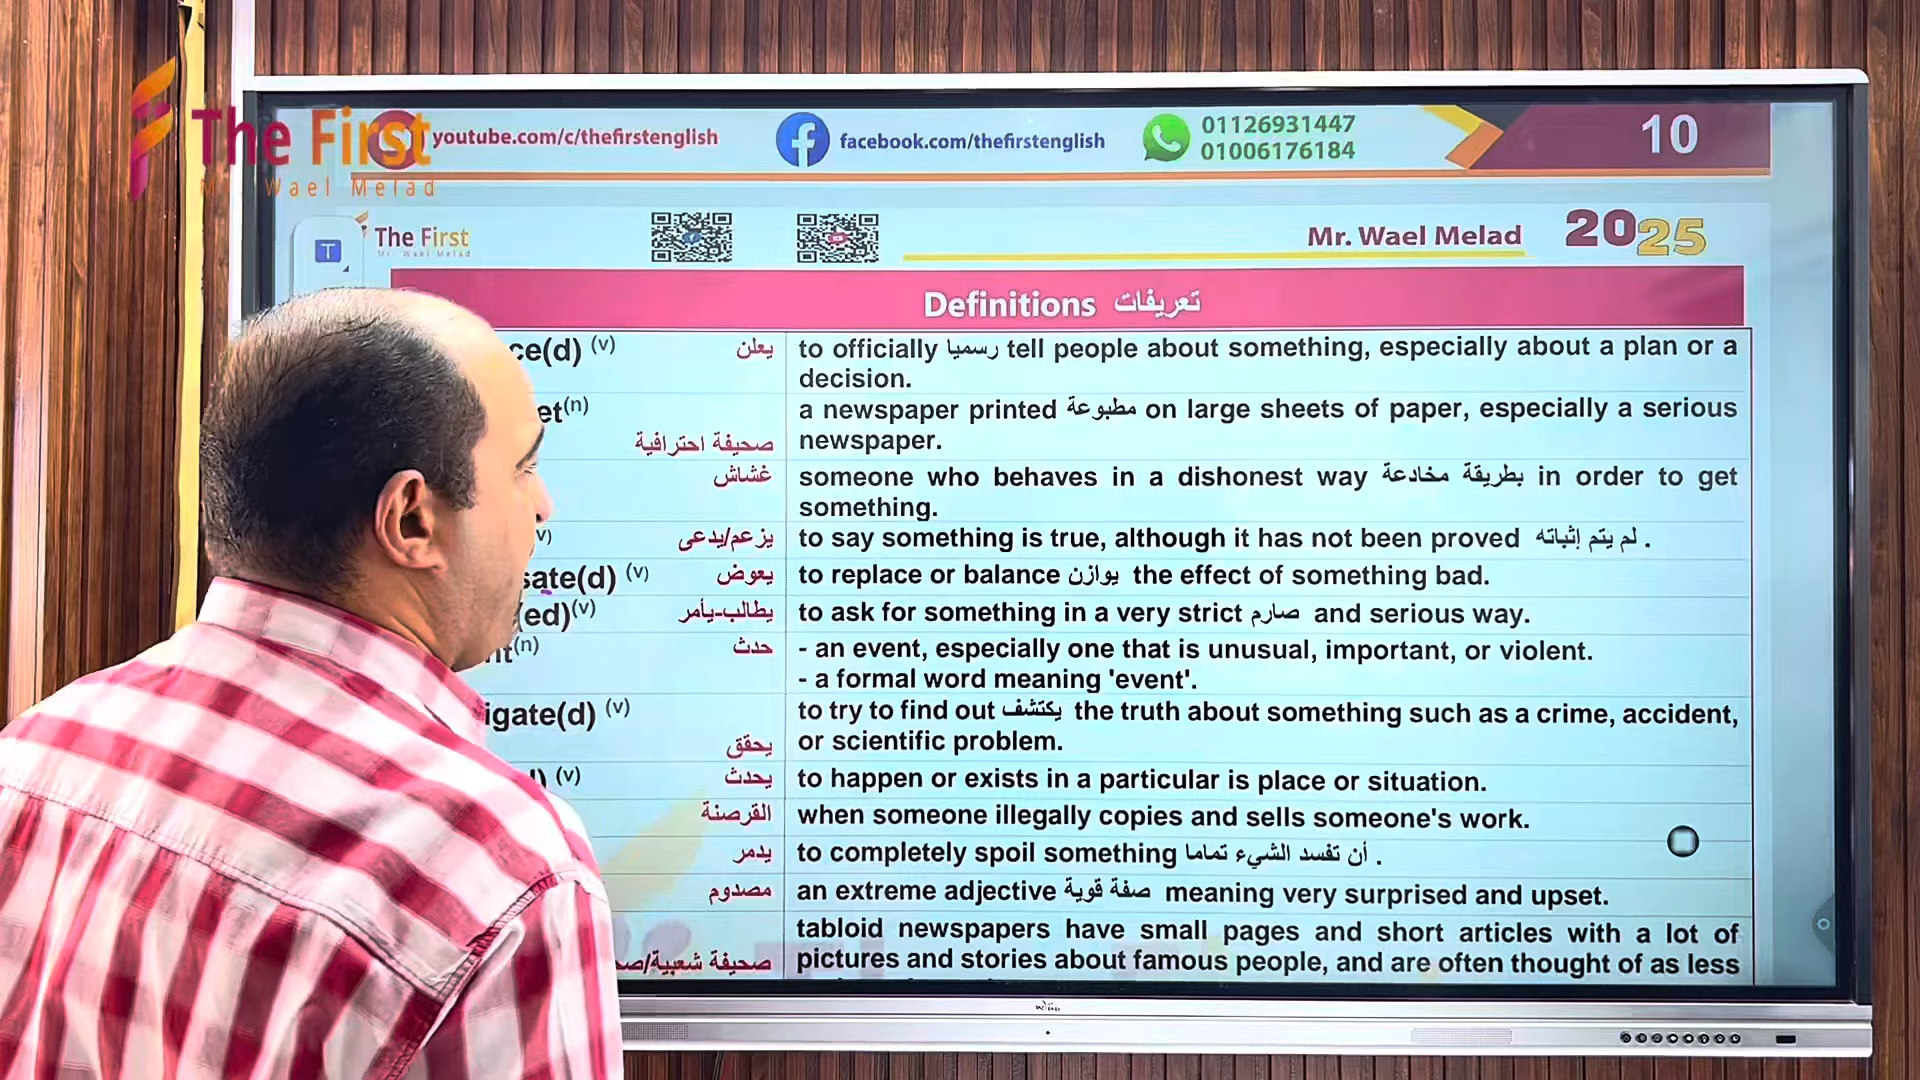 The First
Mr. Wael Melad
youtube.com/c/thefirstenglish
facebook.com/thefirstenglish
01126931447
01006176184
10
T
The First
Mr. Wael Melad
Mr. Wael Melad
2025
Definitions تعريفات
ce(d) (v) يعلن
to officially رسميا tell people about something, especially about a plan or a
decision.
et(n)
صحيفة احترافية
a newspaper printed مطبوعة on large sheets of paper, especially a serious
newspaper.
غشاش
someone who behaves in a dishonest way بطريقة مخادعة in order to get
something.
v) يزعم/يدعى
to say something is true, although it has not been proved لم يتم إثباته .
sate(d) (v) يعوض
to replace or balance يوازن the effect of something bad.
(ed)(v) يطالب-يأمر
to ask for something in a very strict صارم and serious way.
nt(n) حدث
- an event, especially one that is unusual, important, or violent.
- a formal word meaning 'event'.
igate(d) (v)
يحقق
to try to find out يكتشف the truth about something such as a crime, accident,
or scientific problem.
) (v) يحدث
to happen or exists in a particular is place or situation.
القرصنة
when someone illegally copies and sells someone's work.
يدمر
to completely spoil something أن تفسد الشيء تماما .
مصدوم
an extreme adjective صفة قوية meaning very surprised and upset.
صحيفة شعبية/صح
tabloid newspapers have small pages and short articles with a lot of
pictures and stories about famous people, and are often thought of as less